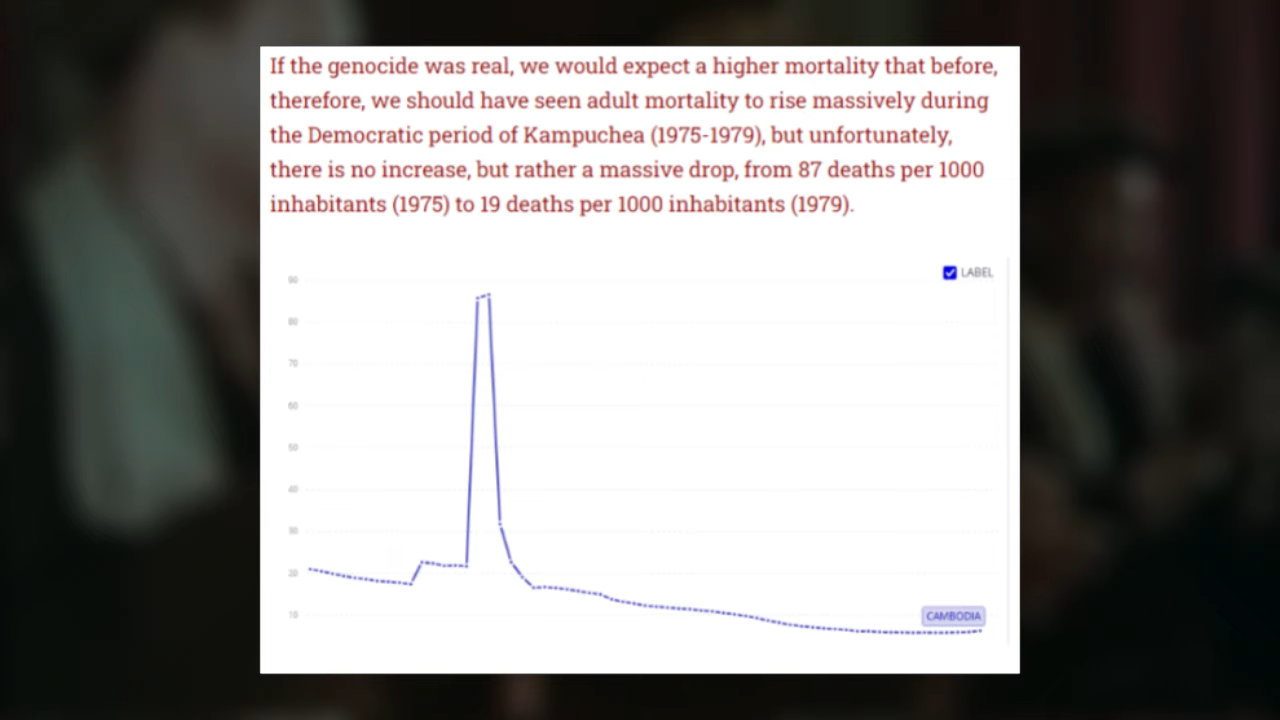 If the genocide was real, we would expect a higher mortality that before,
therefore, we should have seen adult mortality to rise massively during
the Democratic period of Kampuchea (1975-1979), but unfortunately,
there is no increase, but rather a massive drop, from 87 deaths per 1000
inhabitants (1975) to 19 deaths per 1000 inhabitants (1979).
LABEL
90
80
70
60
50
40
30
20
10
CAMBODIA